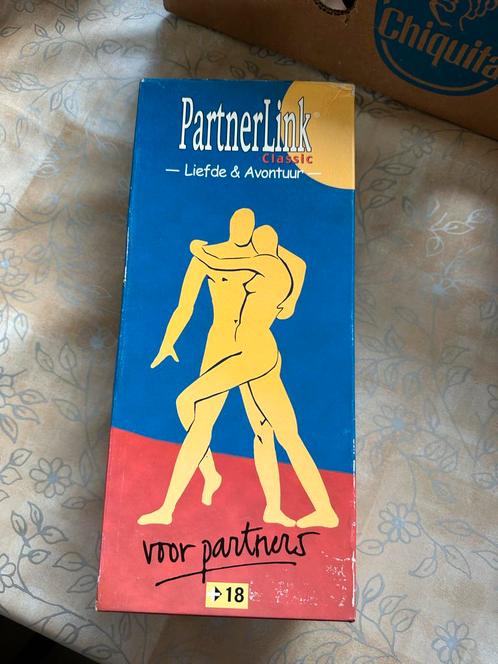 Chiquita
PartnerLink®
Classic
— Liefde & Avontuur —
voor partners
+18